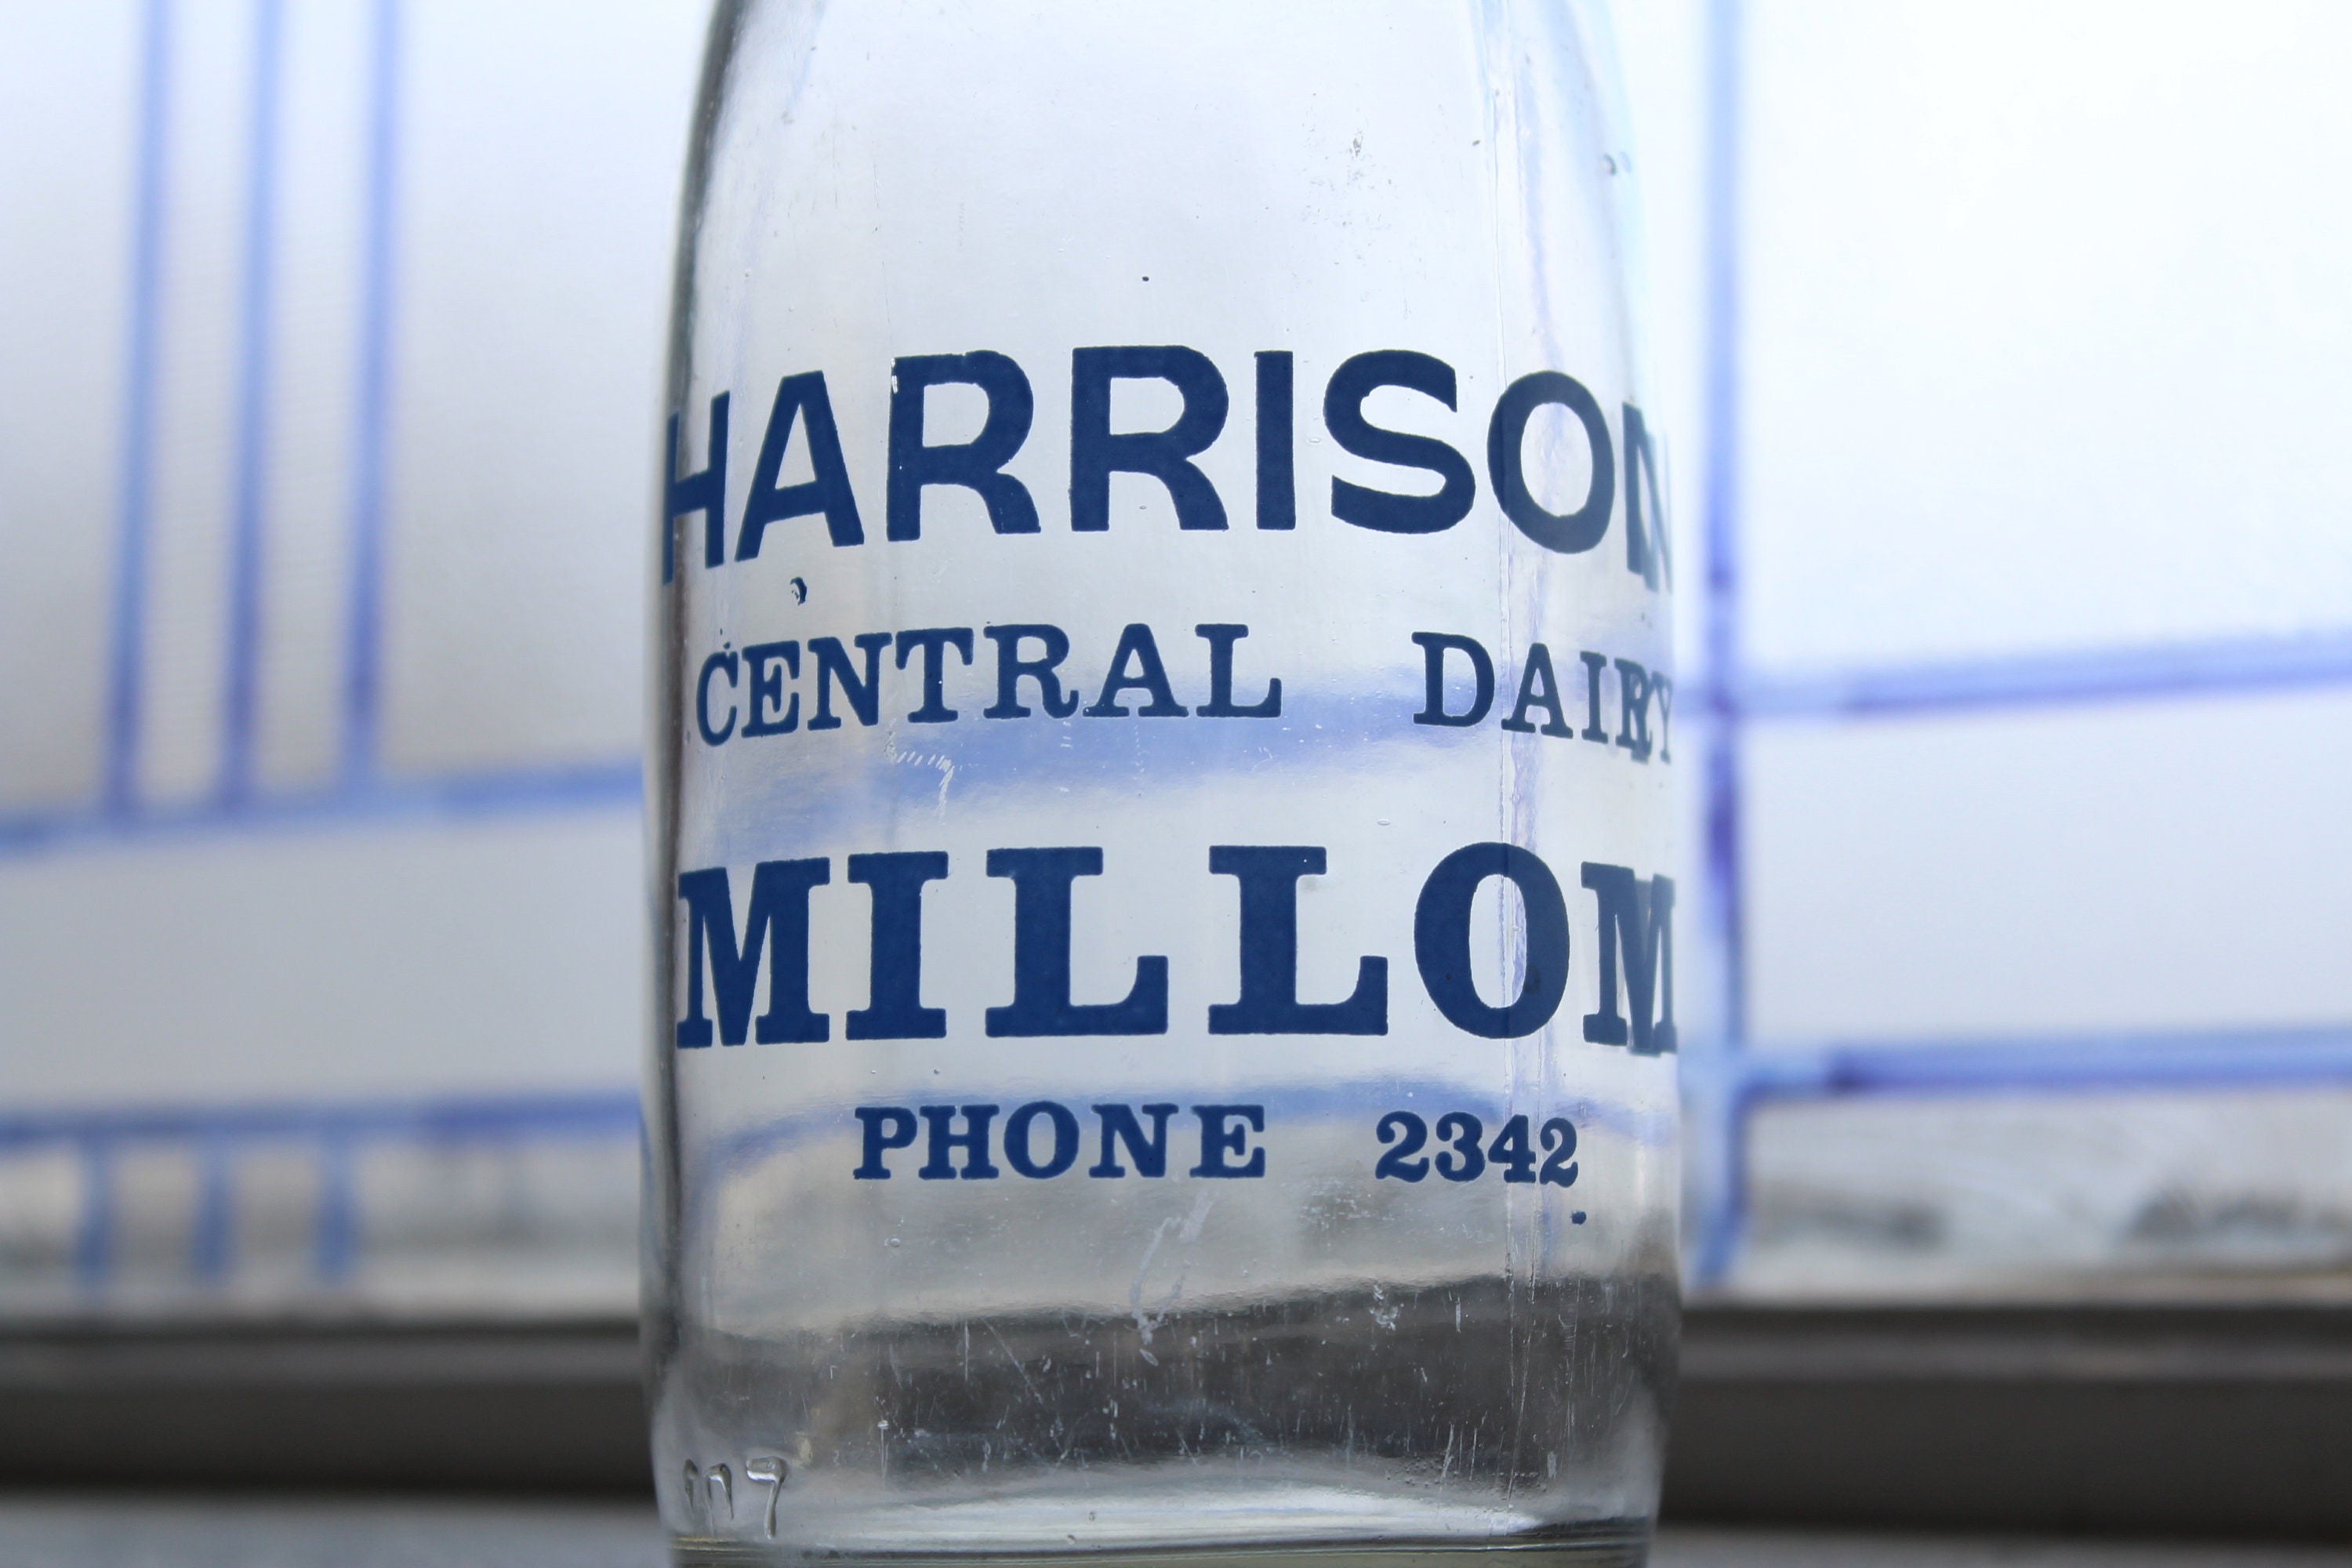 HARRISON
CENTRAL DAIRY
MILLOM
PHONE 2342